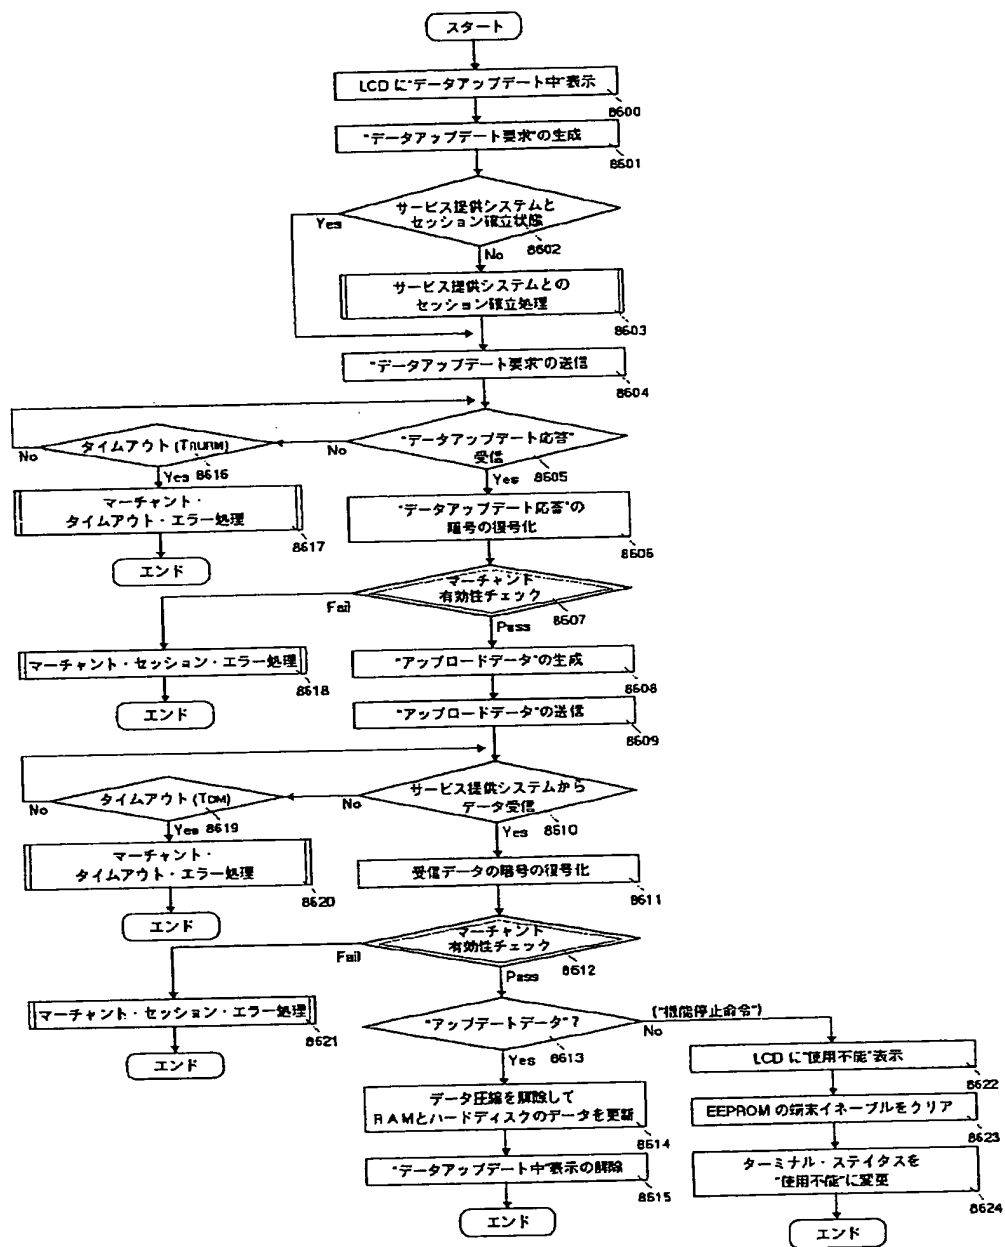 スタート
LCD に"データアップデート中"表示
8600
"データアップデート要求"の生成
8601
サービス提供システムと
セッション確立状態
8602
Yes
No
サービス提供システムとの
セッション確立処理
8603
"データアップデート要求"の送信
8604
"データアップデート応答"
受信
8605
No
Yes
タイムアウト
8616
No
Yes
マーチャント・
タイムアウト・エラー処理
8617
エンド
"データアップデート応答"の
暗号の復号化
8606
マーチャント
有効性チェック
8607
Fail
Pass
マーチャント・セッション・エラー処理
8618
エンド
"アップロードデータ"の生成
8608
"アップロードデータ"の送信
8609
サービス提供システムから
データ受信
8610
No
Yes
タイムアウト (TDM)
8619
No
Yes
マーチャント・
タイムアウト・エラー処理
8620
エンド
受信データの暗号の復号化
8611
マーチャント
有効性チェック
8612
Fail
Pass
マーチャント・セッション・エラー処理
8621
エンド
"アップデートデータ"?
8613
("機能停止命令")
No
Yes
LCD に"使用不能"表示
8622
EEPROM の端末イネーブルをクリア
8623
ターミナル・ステイタスを
"使用不能"に変更
8624
エンド
データ圧縮を解除して
RAMとハードディスクのデータを更新
8614
"データアップデート中"表示の解除
8615
エンド